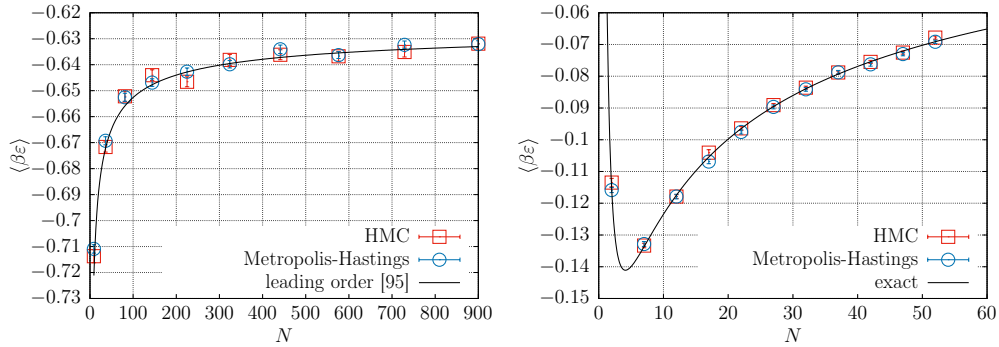 −0.62
−0.63
−0.64
−0.65
−0.66
−0.67
−0.68
−0.69
−0.7
−0.71
−0.72
−0.73
⟨βε⟩
0 100 200 300 400 500 600 700 800 900
N
HMC
Metropolis-Hastings
leading order [95]
−0.06
−0.07
−0.08
−0.09
−0.1
−0.11
−0.12
−0.13
−0.14
−0.15
⟨βε⟩
0 10 20 30 40 50 60
N
HMC
Metropolis-Hastings
exact